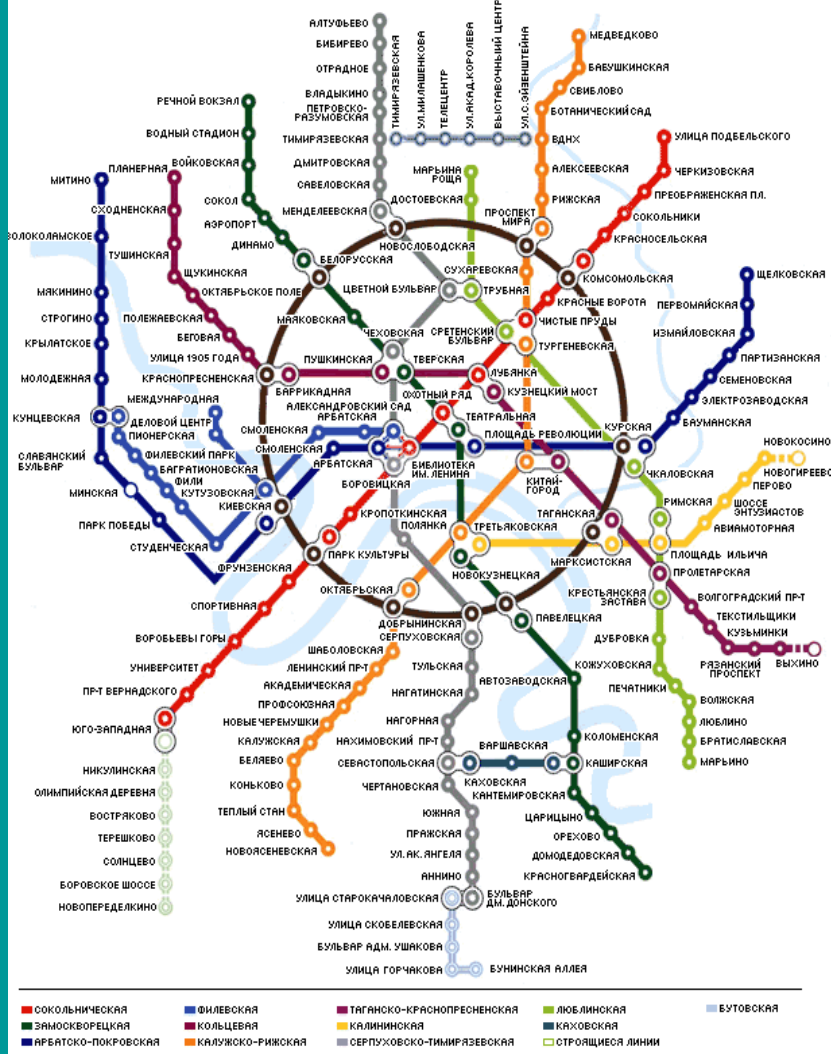 АЛТУФЬЕВО
БИБИРЕВО
ОТРАДНОЕ
ВЛАДЫКИНО
ПЕТРОВСКО-
РАЗУМОВСКАЯ
ТИМИРЯЗЕВСКАЯ
ДМИТРОВСКАЯ
САВЕЛОВСКАЯ
МЕНДЕЛЕЕВСКАЯ
ТИМИРЯЗЕВСКАЯ
УЛ.МИЛАШЕНКОВА
ТЕЛЕЦЕНТР
УЛ.АКАД.КОРОЛЕВА
ВЫСТАВОЧНЫЙ ЦЕНТР
УЛ.С.ЭЙЗЕНШТЕЙНА
МЕДВЕДКОВО
БАБУШКИНСКАЯ
СВИБЛОВО
БОТАНИЧЕСКИЙ САД
ВДНХ
АЛЕКСЕЕВСКАЯ
РИЖСКАЯ
ПРОСПЕКТ
МИРА
УЛИЦА ПОДБЕЛЬСКОГО
ЧЕРКИЗОВСКАЯ
ПРЕОБРАЖЕНСКАЯ ПЛ.
СОКОЛЬНИКИ
КРАСНОСЕЛЬСКАЯ
КОМСОМОЛЬСКАЯ
КРАСНЫЕ ВОРОТА
ЧИСТЫЕ ПРУДЫ
ТУРГЕНЕВСКАЯ
РЕЧНОЙ ВОКЗАЛ
ВОДНЫЙ СТАДИОН
ВОЙКОВСКАЯ
СОКОЛ
АЭРОПОРТ
ДИНАМО
БЕЛОРУССКАЯ
МАЯКОВСКАЯ
ПЛАНЕРНАЯ
СХОДНЕНСКАЯ
ТУШИНСКАЯ
ЩУКИНСКАЯ
ОКТЯБРЬСКОЕ ПОЛЕ
ПОЛЕЖАЕВСКАЯ
БЕГОВАЯ
УЛИЦА 1905 ГОДА
КРАСНОПРЕСНЕНСКАЯ
БАРРИКАДНАЯ
МИТИНО
ВОЛОКОЛАМСКОЕ
МЯКИНИНО
СТРОГИНО
КРЫЛАТСКОЕ
МОЛОДЕЖНАЯ
КУНЦЕВСКАЯ
СЛАВЯНСКИЙ
БУЛЬВАР
МИНСКАЯ
ПАРК ПОБЕДЫ
МЕЖДУНАРОДНАЯ
ДЕЛОВОЙ ЦЕНТР
ПИОНЕРСКАЯ
ФИЛЕВСКИЙ ПАРК
БАГРАТИОНОВСКАЯ
ФИЛИ
КУТУЗОВСКАЯ
СТУДЕНЧЕСКАЯ
КИЕВСКАЯ
СМОЛЕНСКАЯ
СМОЛЕНСКАЯ
АЛЕКСАНДРОВСКИЙ САД
АРБАТСКАЯ
АРБАТСКАЯ
МАРЬИНА
РОЩА
ДОСТОЕВСКАЯ
НОВОСЛОБОДСКАЯ
СУХАРЕВСКАЯ
ЦВЕТНОЙ БУЛЬВАР
ТРУБНАЯ
СРЕТЕНСКИЙ
БУЛЬВАР
ЧЕХОВСКАЯ
ПУШКИНСКАЯ
ТВЕРСКАЯ
ЛУБЯНКА
КУЗНЕЦКИЙ МОСТ
ОХОТНЫЙ РЯД
ТЕАТРАЛЬНАЯ
ПЛОЩАДЬ РЕВОЛЮЦИИ
БИБЛИОТЕКА
ИМ.ЛЕНИНА
БОРОВИЦКАЯ
КРОПОТКИНСКАЯ
ПОЛЯНКА
ТРЕТЬЯКОВСКАЯ
НОВОКУЗНЕЦКАЯ
КИТАЙ-
ГОРОД
ЩЕЛКОВСКАЯ
ПЕРВОМАЙСКАЯ
ИЗМАЙЛОВСКАЯ
ПАРТИЗАНСКАЯ
СЕМЕНОВСКАЯ
ЭЛЕКТРОЗАВОДСКАЯ
БАУМАНСКАЯ
КУРСКАЯ
ЧКАЛОВСКАЯ
НОВОКОСИНО
НОВОГИРЕЕВО
ПЕРОВО
ШОССЕ
ЭНТУЗИАСТОВ
АВИАМОТОРНАЯ
РИМСКАЯ
ПЛОЩАДЬ ИЛЬИЧА
ТАГАНСКАЯ
МАРКСИСТСКАЯ
ПРОЛЕТАРСКАЯ
КРЕСТЬЯНСКАЯ
ЗАСТАВА
ВОЛГОГРАДСКИЙ ПР-Т
ТЕКСТИЛЬЩИКИ
КУЗЬМИНКИ
РЯЗАНСКИЙ
ПРОСПЕКТ
ВЫХИНО
ДУБРОВКА
КОЖУХОВСКАЯ
ПЕЧАТНИКИ
ВОЛЖСКАЯ
ЛЮБЛИНО
БРАТИСЛАВСКАЯ
МАРЬИНО
ПАРК КУЛЬТУРЫ
ФРУНЗЕНСКАЯ
СПОРТИВНАЯ
ВОРОБЬЕВЫ ГОРЫ
УНИВЕРСИТЕТ
ПР-Т ВЕРНАДСКОГО
ЮГО-ЗАПАДНАЯ
НИКУЛИНСКАЯ
ОЛИМПИЙСКАЯ ДЕРЕВНЯ
ВОСТРЯКОВО
ТЕРЕШКОВО
СОЛНЦЕВО
БОРОВСКОЕ ШОССЕ
НОВОПЕРЕДЕЛКИНО
ОКТЯБРЬСКАЯ
ШАБОЛОВСКАЯ
ЛЕНИНСКИЙ ПР-Т
АКАДЕМИЧЕСКАЯ
ПРОФСОЮЗНАЯ
НОВЫЕ ЧЕРЕМУШКИ
КАЛУЖСКАЯ
БЕЛЯЕВО
КОНЬКОВО
ТЕПЛЫЙ СТАН
ЯСЕНЕВО
НОВОЯСЕНЕВСКАЯ
ДОБРЫНИНСКАЯ
СЕРПУХОВСКАЯ
ТУЛЬСКАЯ
НАГАТИНСКАЯ
НАГОРНАЯ
НАХИМОВСКИЙ ПР-Т
СЕВАСТОПОЛЬСКАЯ
ЧЕРТАНОВСКАЯ
ЮЖНАЯ
ПРАЖСКАЯ
УЛ.АК.ЯНГЕЛЯ
АННИНО
БУЛЬВАР
ДМ.ДОНСКОГО
УЛИЦА СТАРОКАЧАЛОВСКАЯ
УЛИЦА СКОБЕЛЕВСКАЯ
БУЛЬВАР АДМ. УШАКОВА
УЛИЦА ГОРЧАКОВА
БУНИНСКАЯ АЛЛЕЯ
ПАВЕЛЕЦКАЯ
АВТОЗАВОДСКАЯ
КОЛОМЕНСКАЯ
ВАРШАВСКАЯ
КАХОВСКАЯ
КАШИРСКАЯ
КАНТЕМИРОВСКАЯ
ЦАРИЦЫНО
ОРЕХОВО
ДОМОДЕДОВСКАЯ
КРАСНОГВАРДЕЙСКАЯ
СОКОЛЬНИЧЕСКАЯ
ЗАМОСКВОРЕЦКАЯ
АРБАТСКО-ПОКРОВСКАЯ
ФИЛЕВСКАЯ
КОЛЬЦЕВАЯ
КАЛУЖСКО-РИЖСКАЯ
ТАГАНСКО-КРАСНОПРЕСНЕНСКАЯ
КАЛИНИНСКАЯ
СЕРПУХОВСКО-ТИМИРЯЗЕВСКАЯ
ЛЮБЛИНСКАЯ
КАХОВСКАЯ
СТРОЯЩИЕСЯ ЛИНИИ
БУТОВСКАЯ